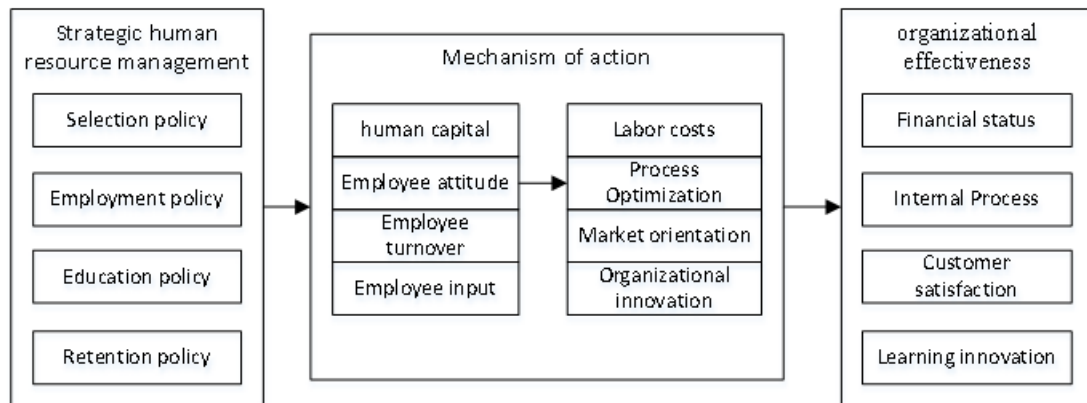 Strategic human
resource management
Selection policy
Employment policy
Education policy
Retention policy
Mechanism of action
human capital
Employee attitude
Employee
turnover
Employee input
Labor costs
Process
Optimization
Market orientation
Organizational
innovation
organizational
effectiveness
Financial status
Internal Process
Customer
satisfaction
Learning innovation